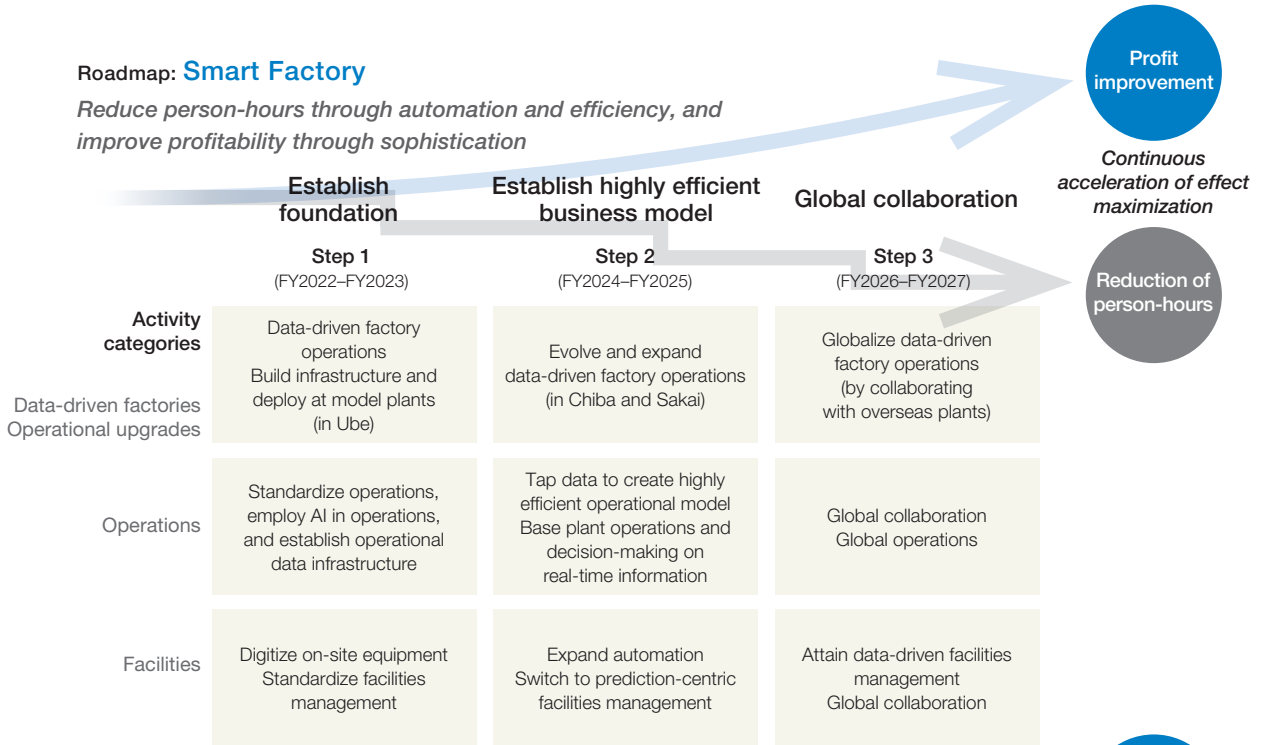 Roadmap: Smart Factory
Reduce person-hours through automation and efficiency, and
improve profitability through sophistication
Profit
improvement
Continuous
acceleration of effect
maximization
Reduction of
person-hours
Establish
foundation
Establish highly efficient
business model
Global collaboration
Step 1
(FY2022–FY2023)
Step 2
(FY2024–FY2025)
Step 3
(FY2026–FY2027)
Activity
categories
Data-driven factories
Operational upgrades
Data-driven factory
operations
Build infrastructure and
deploy at model plants
(in Ube)
Evolve and expand
data-driven factory operations
(in Chiba and Sakai)
Globalize data-driven
factory operations
(by collaborating
with overseas plants)
Operations
Standardize operations,
employ AI in operations,
and establish operational
data infrastructure
Tap data to create highly
efficient operational model
Base plant operations and
decision-making on
real-time information
Global collaboration
Global operations
Facilities
Digitize on-site equipment
Standardize facilities
management
Expand automation
Switch to prediction-centric
facilities management
Attain data-driven facilities
management
Global collaboration